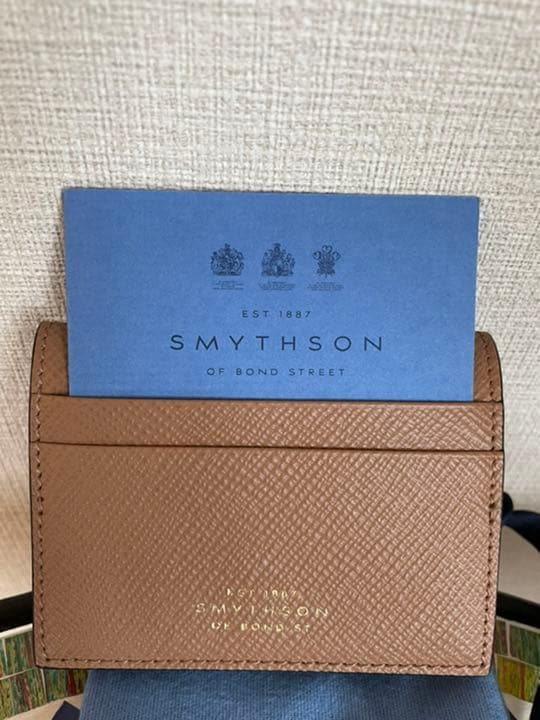 EST 1887
SMYTHSON
OF BOND STREET
EST 1887
SMYTHSON
OF BOND ST